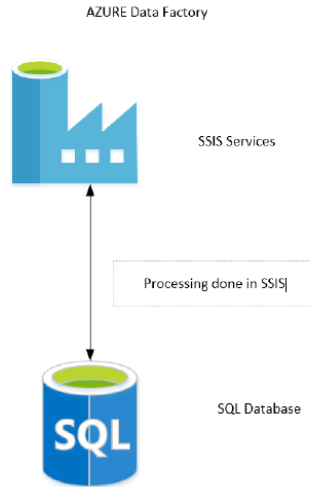 AZURE Data Factory
SSIS Services
Processing done in SSIS
SQL Database
SQL